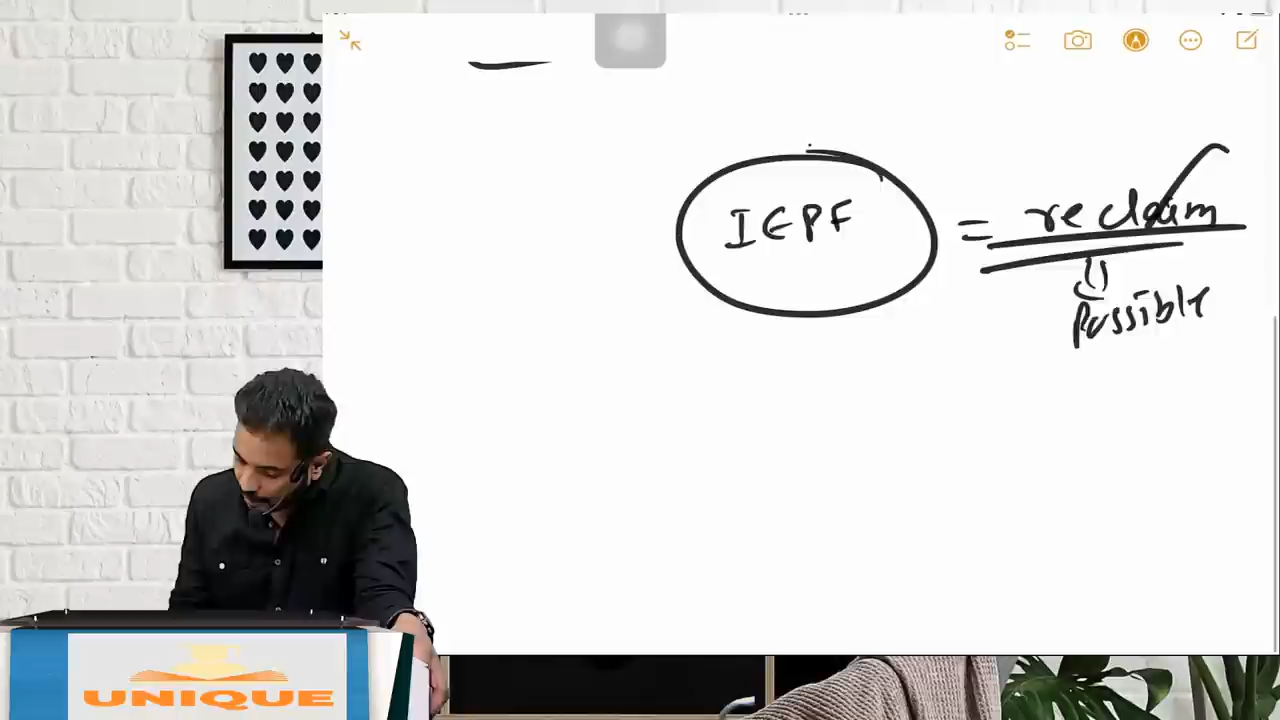 IEPF = reclaim
Possible
UNIQUE